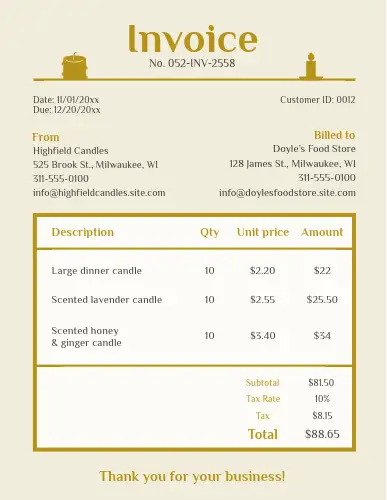 Invoice
No. 052-INV-2558
Date: 11/01/20xx
Due: 12/20/20xx
Customer ID: 0012
From
Highfield Candles
525 Brook St., Milwaukee, WI
311-555-0100
info@highfieldcandles.site.com
Billed to
Doyle's Food Store
128 James St., Milwaukee, WI
311-555-0100
info@doylesfoodstore.site.com
Description Qty Unit price Amount
Large dinner candle 10 $2.20 $22
Scented lavender candle 10 $2.55 $25.50
Scented honey
& ginger candle 10 $3.40 $34
Subtotal $81.50
Tax Rate 10%
Tax $8.15
Total $88.65
Thank you for your business!